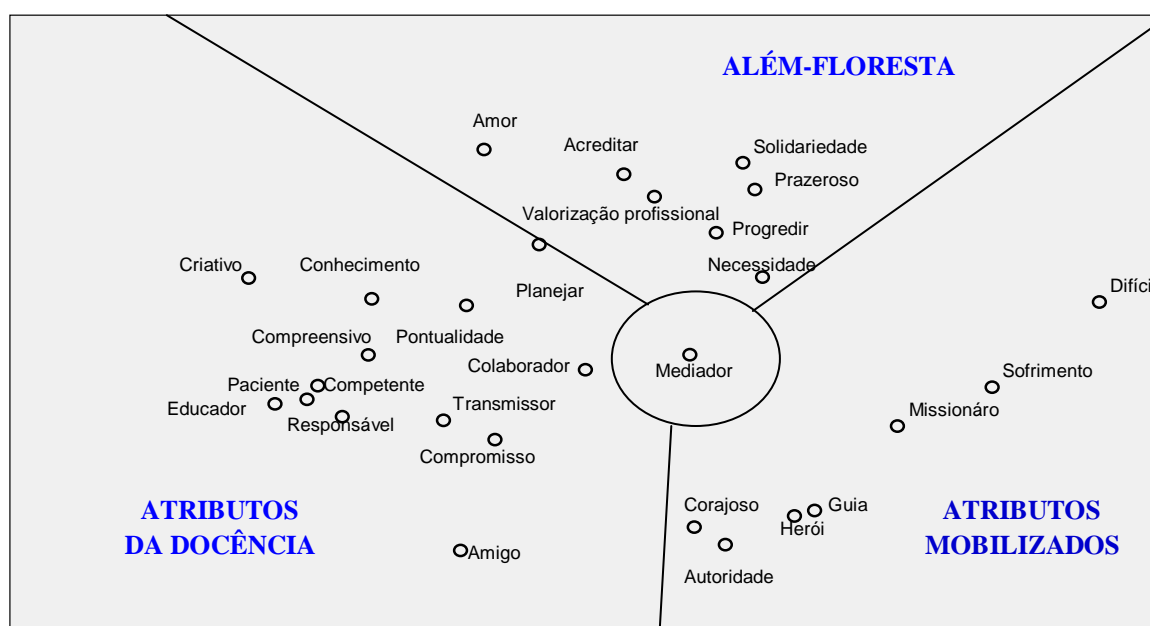 ALÉM-FLORESTA
Amor
Acreditar
Solidariedade
Prazeroso
Valorização profissional
Progredir
Criativo
Conhecimento
Necessidade
Planejar
Difíci
Compreensivo
Pontualidade
Colaborador
Mediador
Sofrimento
Paciente
Competente
Educador
Transmissor
Missionáro
Responsável
Compromisso
ATRIBUTOS
DA DOCÊNCIA
Corajoso
Guia
Herói
ATRIBUTOS
MOBILIZADOS
Amigo
Autoridade